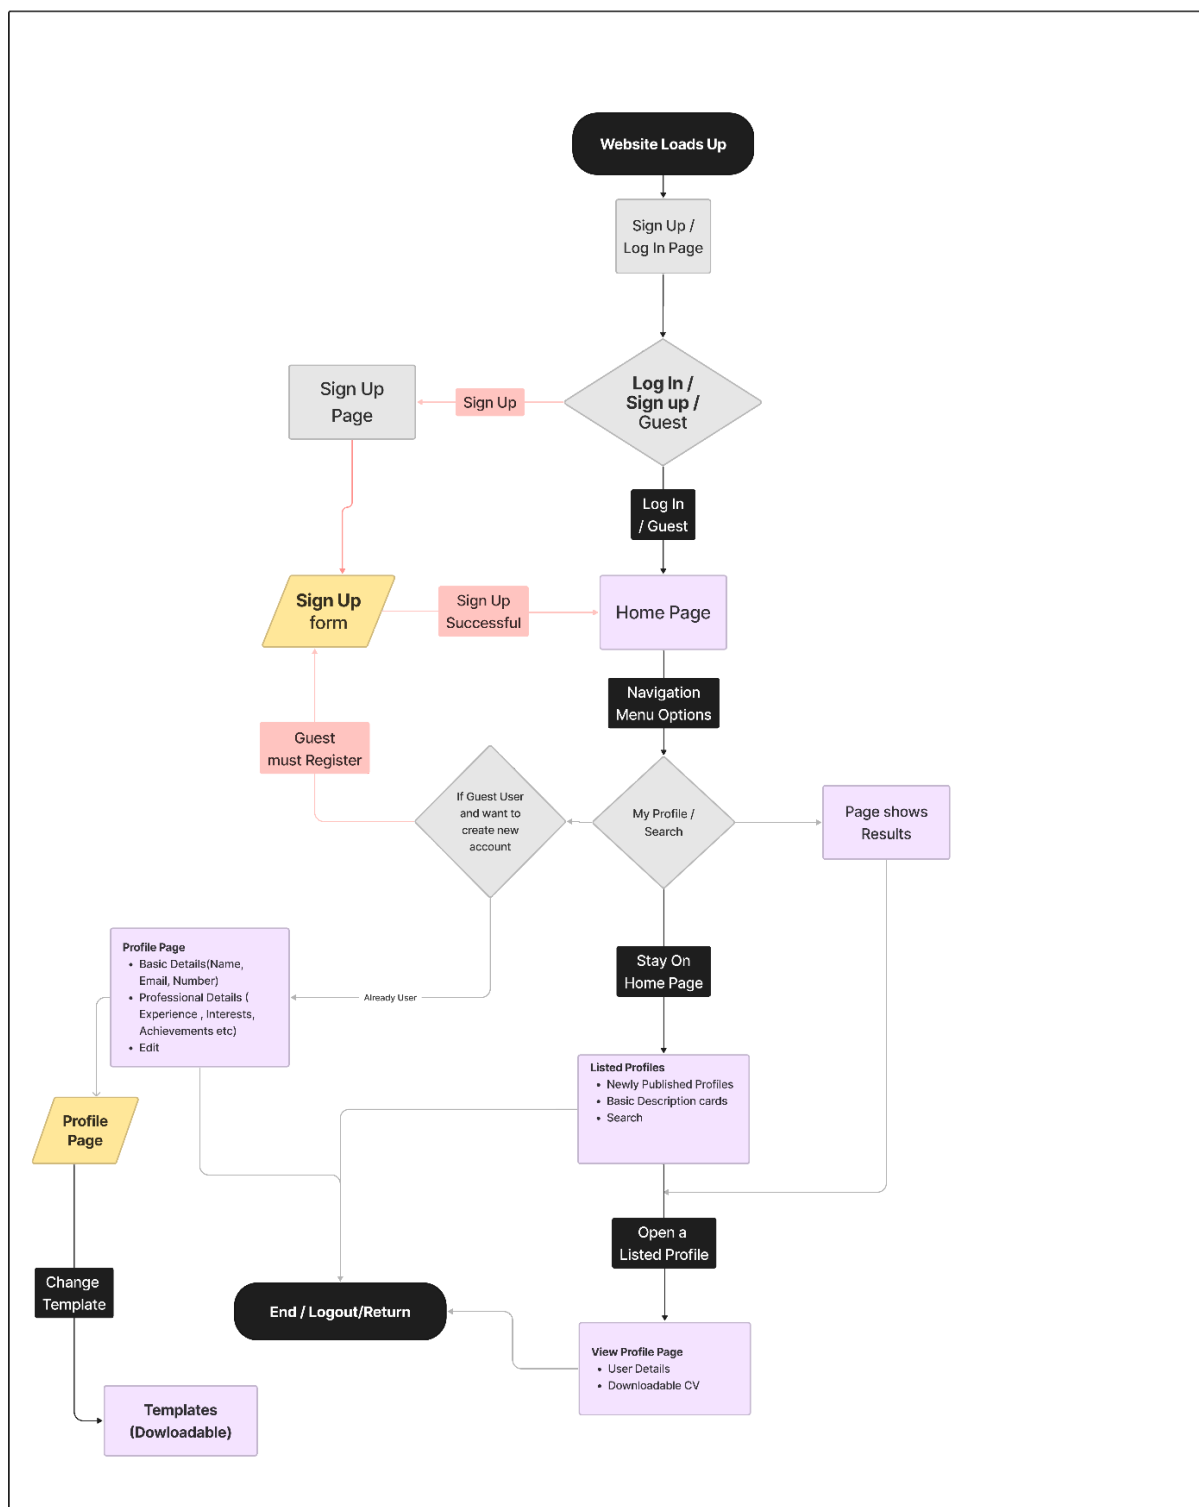 Website Loads Up
Sign Up /
Log In Page
Log In /
Sign up /
Guest
Sign Up
Sign Up
Page
Log In
/ Guest
Sign Up
form
Sign Up
Successful
Home Page
Navigation
Menu Options
Guest
must Register
If Guest User
and want to
create new
account
My Profile /
Search
Page shows
Results
Stay On
Home Page
Profile Page
• Basic Details(Name,
Email, Number)
• Professional Details (
Experience , Interests,
Achievements etc)
• Edit
Already User
Listed Profiles
• Newly Published Profiles
• Basic Description cards
• Search
Profile
Page
Open a
Listed Profile
Change
Template
End / Logout/Return
View Profile Page
• User Details
• Downloadable CV
Templates
(Dowloadable)